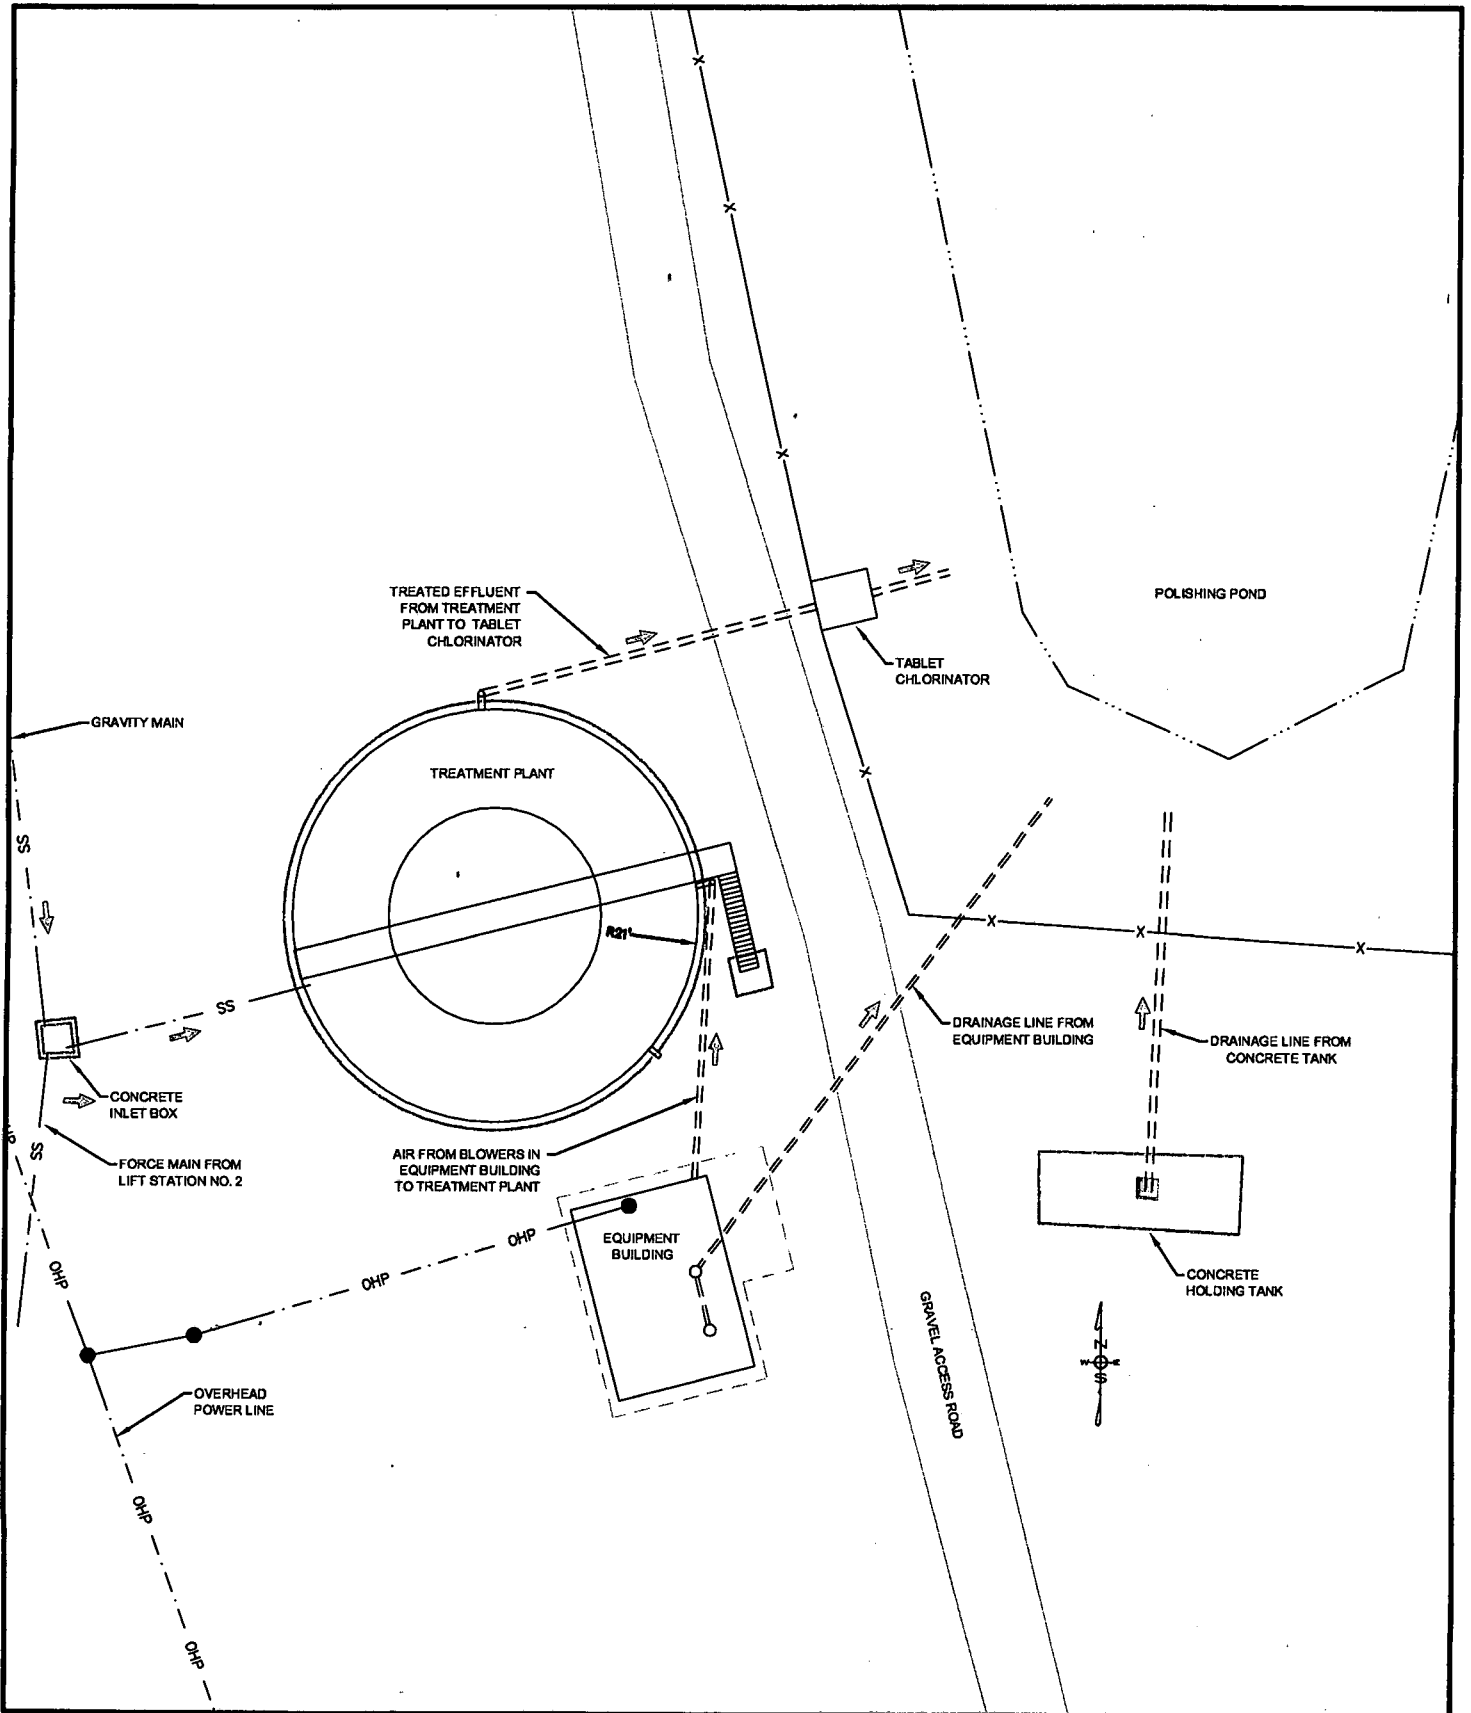 TREATED EFFLUENT
FROM TREATMENT
PLANT TO TABLET
CHLORINATOR
POLISHING POND
TABLET
CHLORINATOR
GRAVITY MAIN
TREATMENT PLANT
SS
R21'
SS
DRAINAGE LINE FROM
EQUIPMENT BUILDING
DRAINAGE LINE FROM
CONCRETE TANK
CONCRETE
INLET BOX
SS
FORCE MAIN FROM
LIFT STATION NO. 2
AIR FROM BLOWERS IN
EQUIPMENT BUILDING
TO TREATMENT PLANT
EQUIPMENT
BUILDING
OHP
OHP
OHP
CONCRETE
HOLDING TANK
GRAVEL ACCESS ROAD
N
W
E
S
OVERHEAD
POWER LINE
OHP
OHP
X
X
X
X
X
X
X